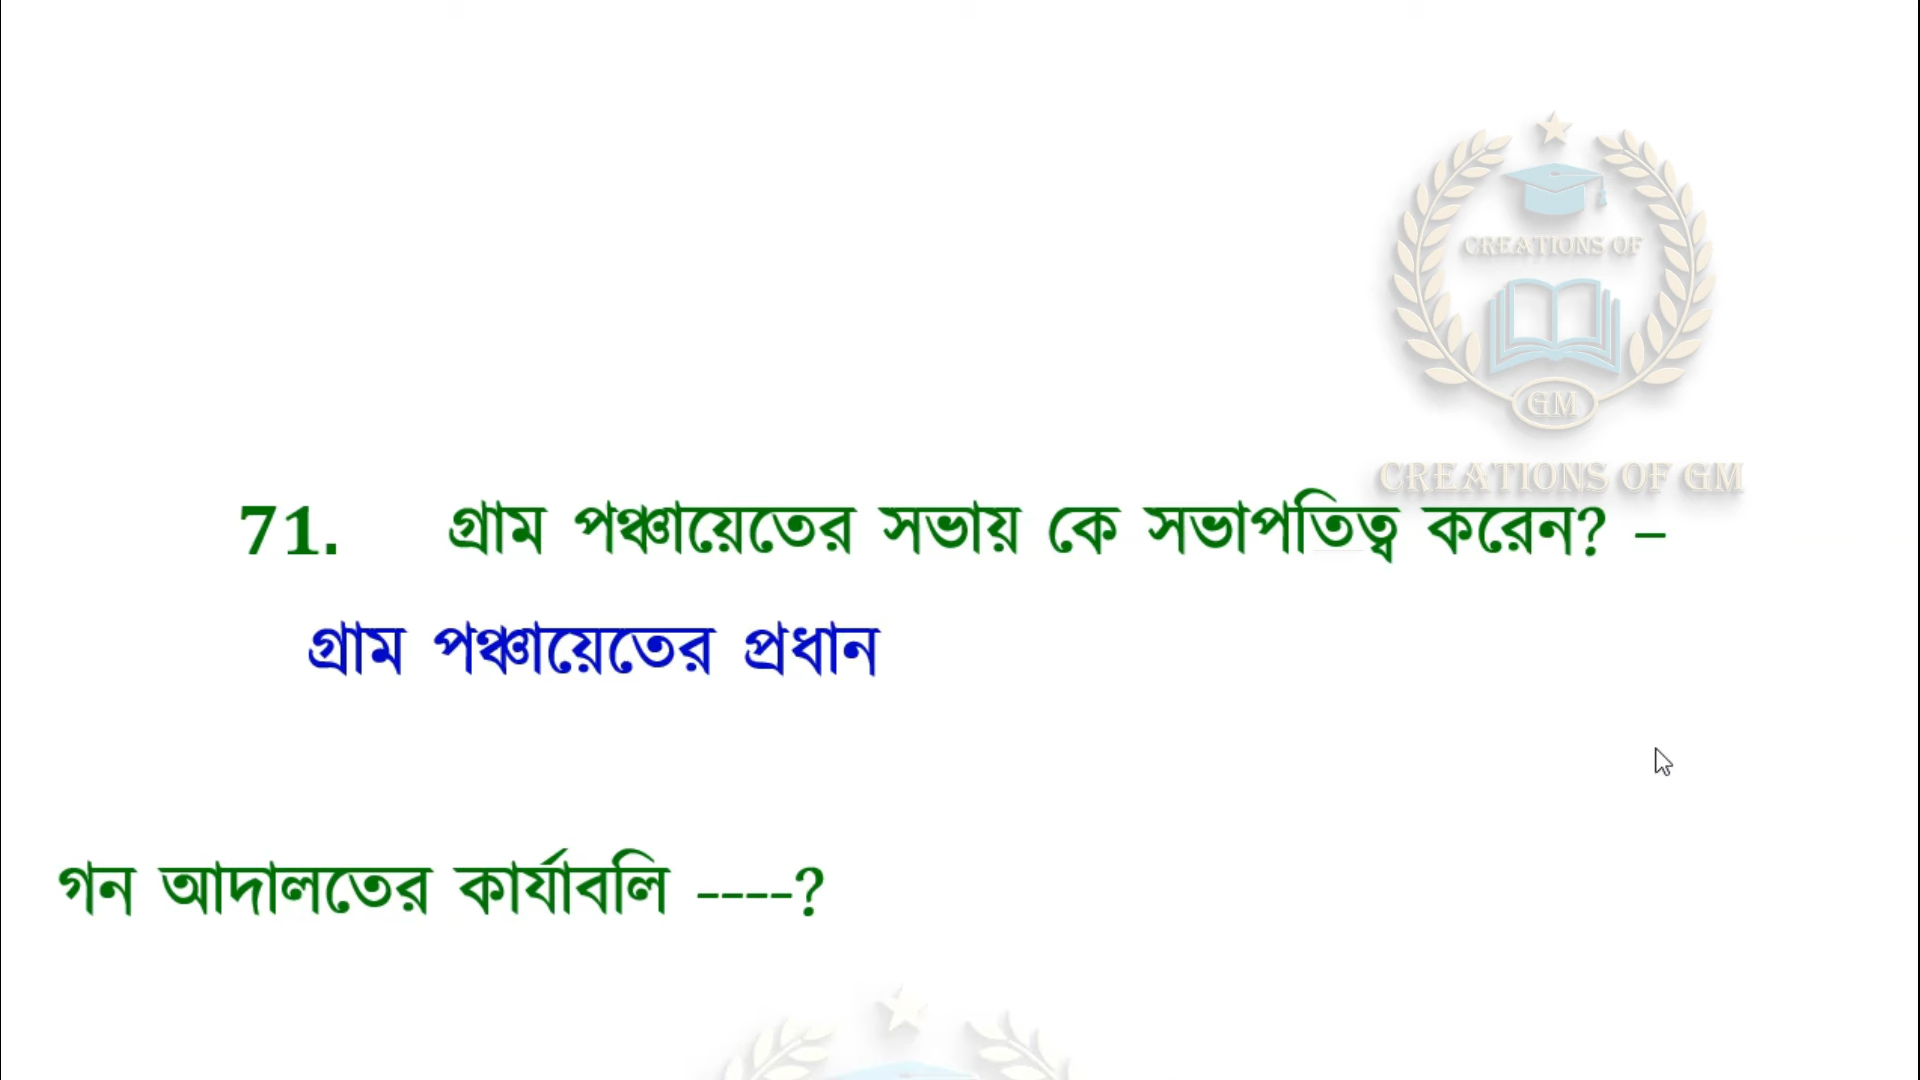 CREATIONS OF
GM
CREATIONS OF GM
71. গ্রাম পঞ্চায়েতের সভায় কে সভাপতিত্ব করেন? –
গ্রাম পঞ্চায়েতের প্রধান
গন আদালতের কার্যাবলি ----?